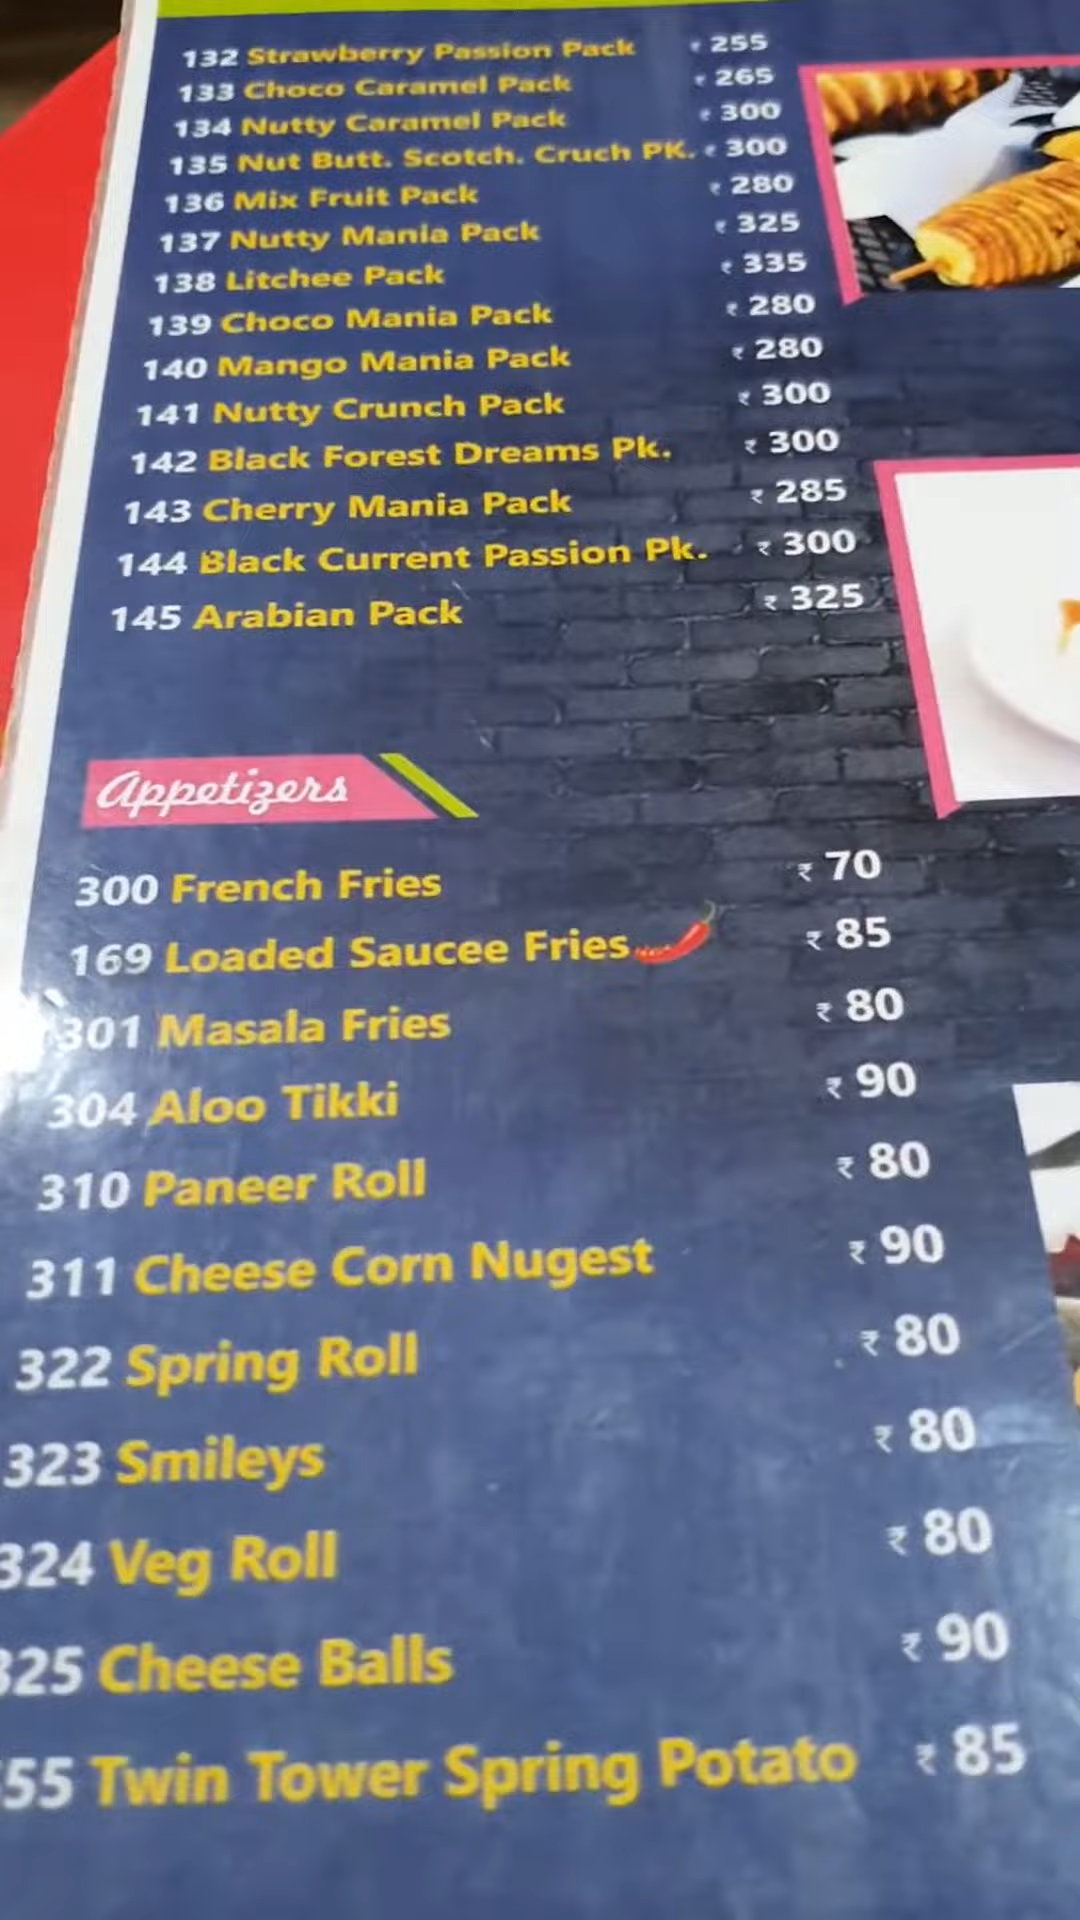 132 Strawberry Passion Pack ₹ 255
133 Choco Caramel Pack ₹ 265
134 Nutty Caramel Pack ₹ 300
135 Nut Butt. Scotch. Cruch PK. ₹ 300
136 Mix Fruit Pack ₹ 280
137 Nutty Mania Pack ₹ 325
138 Litchee Pack ₹ 335
139 Choco Mania Pack ₹ 280
140 Mango Mania Pack ₹ 280
141 Nutty Crunch Pack ₹ 300
142 Black Forest Dreams Pk. ₹ 300
143 Cherry Mania Pack ₹ 285
144 Black Current Passion Pk. ₹ 300
145 Arabian Pack ₹ 325
Appetizers
300 French Fries ₹ 70
169 Loaded Saucee Fries ₹ 85
301 Masala Fries ₹ 80
304 Aloo Tikki ₹ 90
310 Paneer Roll ₹ 80
311 Cheese Corn Nugest ₹ 90
322 Spring Roll ₹ 80
323 Smileys ₹ 80
324 Veg Roll ₹ 80
325 Cheese Balls ₹ 90
55 Twin Tower Spring Potato ₹ 85